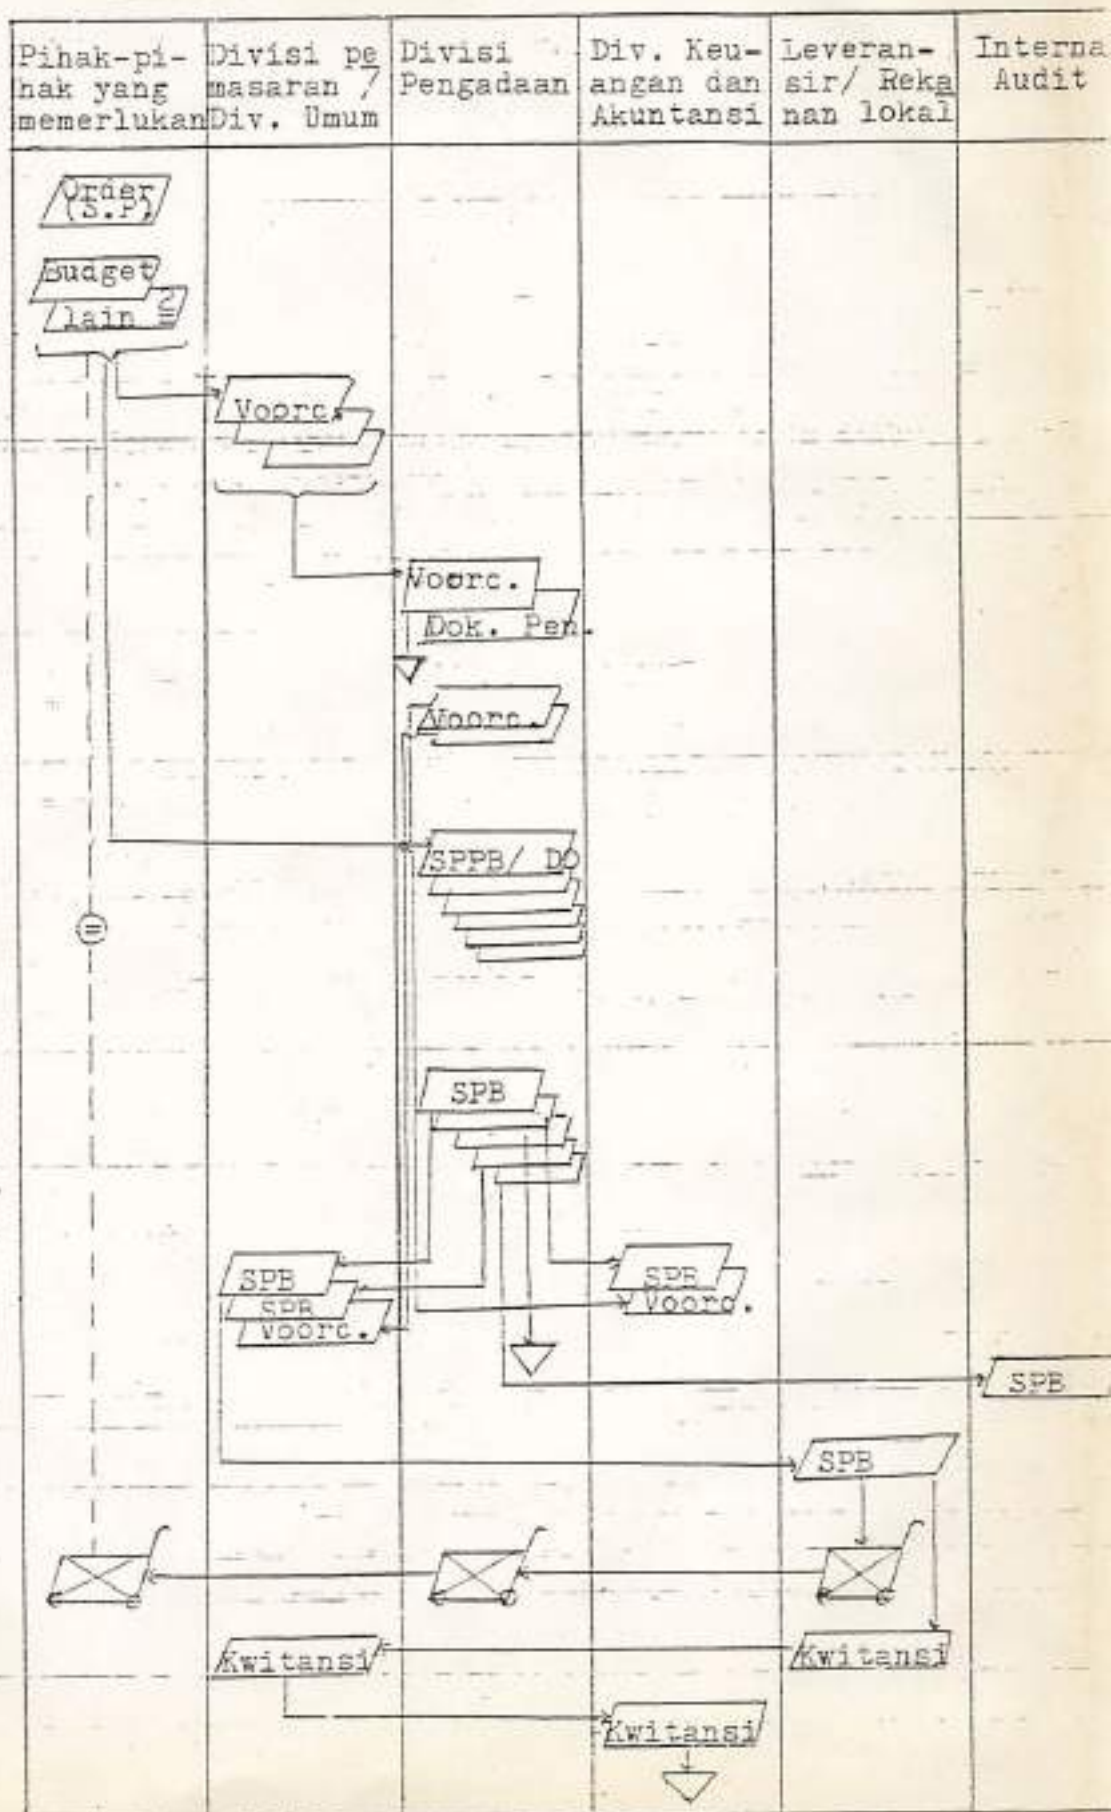 Pihak-pi-
hak yang
memerlukan
Divisi pe
masaran /
Div. Umum
Divisi
Pengadaan
Div. Keu-
angan dan
Akuntansi
Leveran-
sir/ Reka
nan lokal
Interna
Audit
Order
(S.P)
Budget
lain 2
Voorc.
Voorc.
Dok. Pen.
Voorc.
SPPB/ DO
=
SPB
SPB
SPB
Voorc.
SPB
Voorc.
SPB
SPB
Kwitansi
Kwitansi
Kwitansi